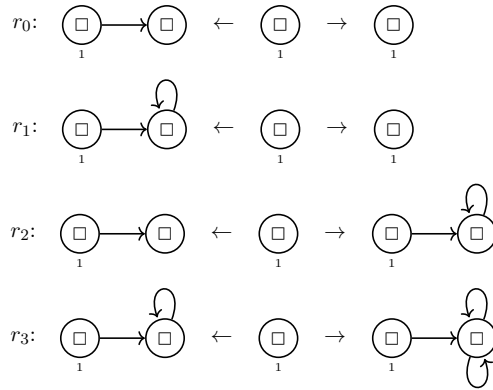 r₀: □ → □ ← □ → □
1 1 1
r₁: □ → □ ← □ → □
1 1 1
r₂: □ → □ ← □ → □ → □
1 1 1
r₃: □ → □ ← □ → □ → □
1 1 1